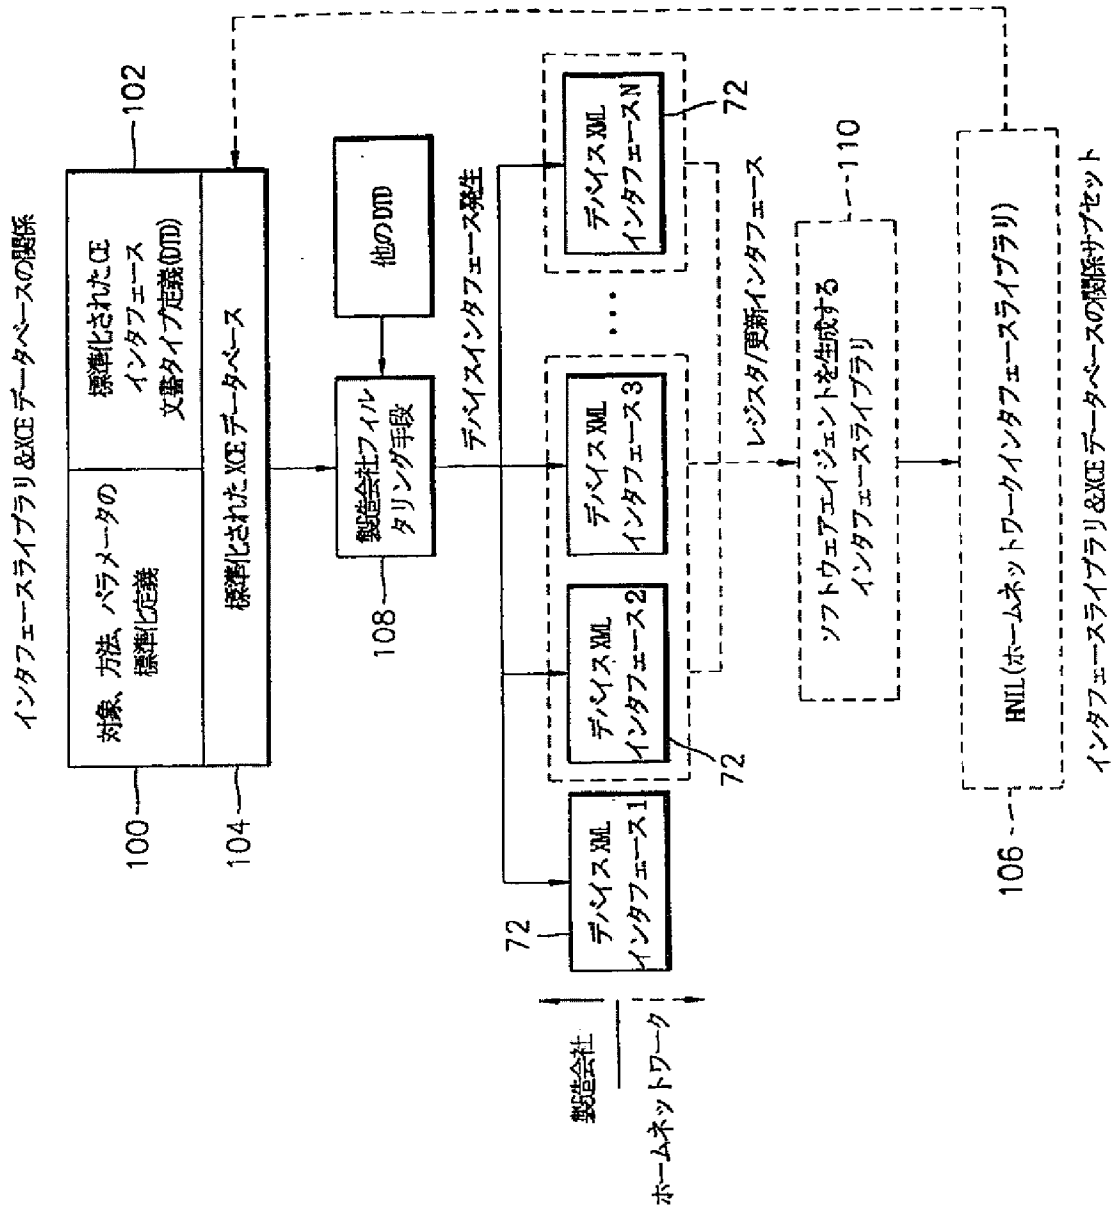 インタフェースライブラリ&XCEデータベースの関係
対象、方法、パラメータの
標準化定義
標準化されたCE
インタフェース
文書タイプ定義(DTD)
標準化されたXCEデータベース
100
102
104
製造会社フィル
タリング手段
108
他のDTD
デバイスインタフェース発生
デバイスXML
インタフェース1
72
デバイスXML
インタフェース2
72
デバイスXML
インタフェース3
・・・・
デバイスXML
インタフェースN
72
製造会社
ホームネットワーク
レジスタ/更新インタフェース
ソフトウェアエイジェントを生成する
インタフェースライブラリ
110
HNIL(ホームネットワークインタフェースライブラリ)
106
インタフェースライブラリ&XCEデータベースの関係サブセット